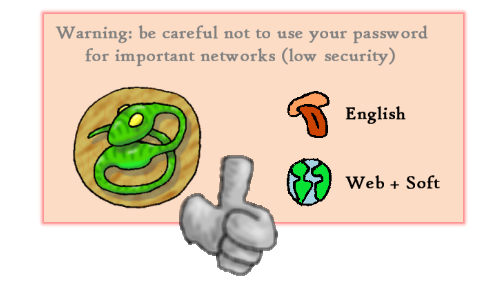 Warning: be careful not to use your password
for important networks (low security)
English
Web + Soft